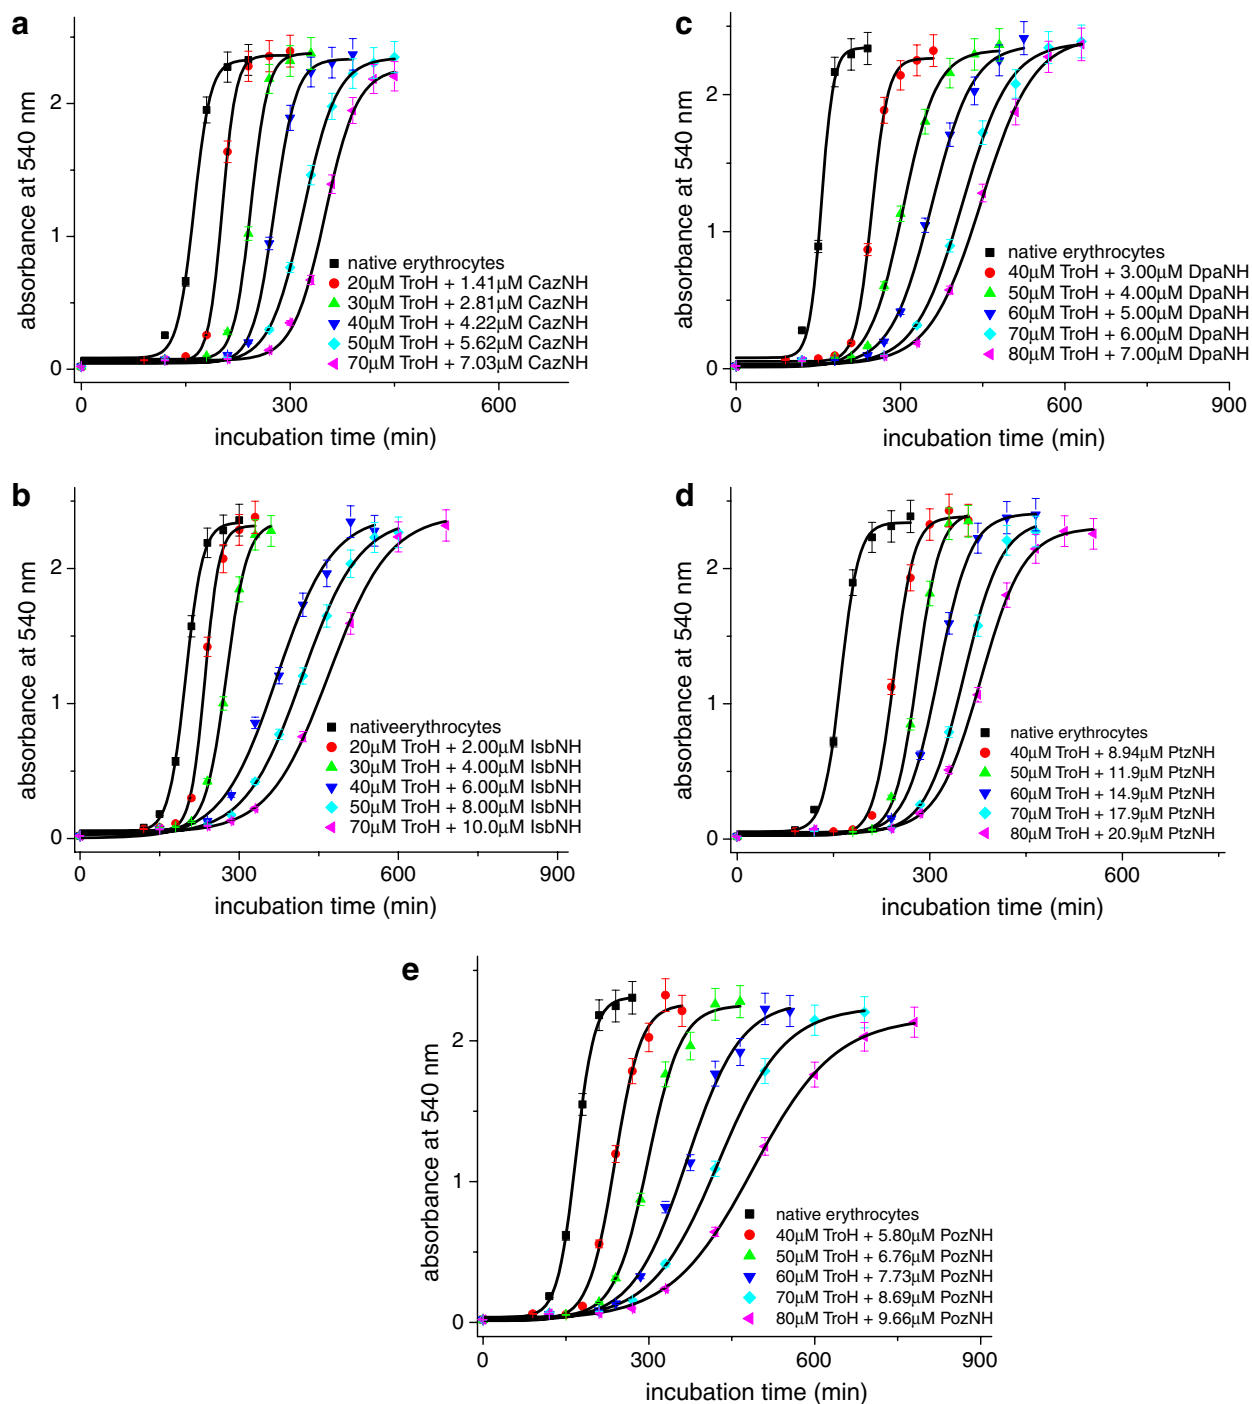 a
absorbance at 540 nm
2
1
0
native erythrocytes
20μM TroH + 1.41μM CazNH
30μM TroH + 2.81μM CazNH
40μM TroH + 4.22μM CazNH
50μM TroH + 5.62μM CazNH
70μM TroH + 7.03μM CazNH
0 300 600
incubation time (min)
c
absorbance at 540 nm
2
1
0
native erythrocytes
40μM TroH + 3.00μM DpaNH
50μM TroH + 4.00μM DpaNH
60μM TroH + 5.00μM DpaNH
70μM TroH + 6.00μM DpaNH
80μM TroH + 7.00μM DpaNH
0 300 600 900
incubation time (min)
b
absorbance at 540 nm
2
1
0
nativeerythrocytes
20μM TroH + 2.00μM IsbNH
30μM TroH + 4.00μM IsbNH
40μM TroH + 6.00μM IsbNH
50μM TroH + 8.00μM IsbNH
70μM TroH + 10.0μM IsbNH
0 300 600 900
incubation time (min)
d
absorbance at 540 nm
2
1
0
native erythrocytes
40μM TroH + 8.94μM PtzNH
50μM TroH + 11.9μM PtzNH
60μM TroH + 14.9μM PtzNH
70μM TroH + 17.9μM PtzNH
80μM TroH + 20.9μM PtzNH
0 300 600
incubation time (min)
e
absorbance at 540 nm
2
1
0
native erythrocytes
40μM TroH + 5.80μM PozNH
50μM TroH + 6.76μM PozNH
60μM TroH + 7.73μM PozNH
70μM TroH + 8.69μM PozNH
80μM TroH + 9.66μM PozNH
0 300 600 900
incubation time (min)